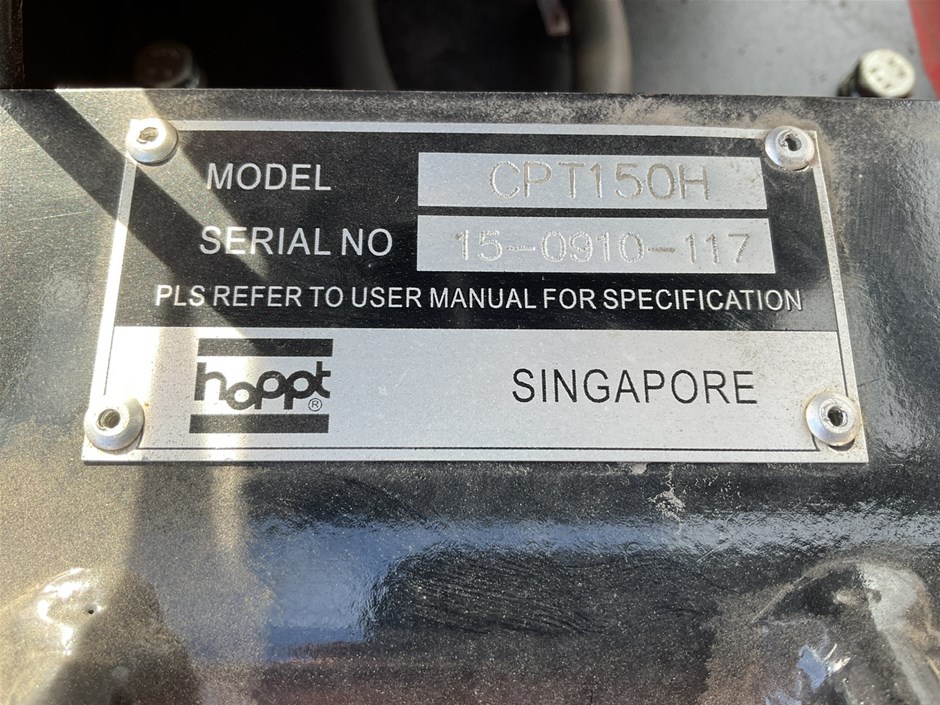 MODEL CPT150H
SERIAL NO 15-0910-117
PLS REFER TO USER MANUAL FOR SPECIFICATION
hoppt ® SINGAPORE